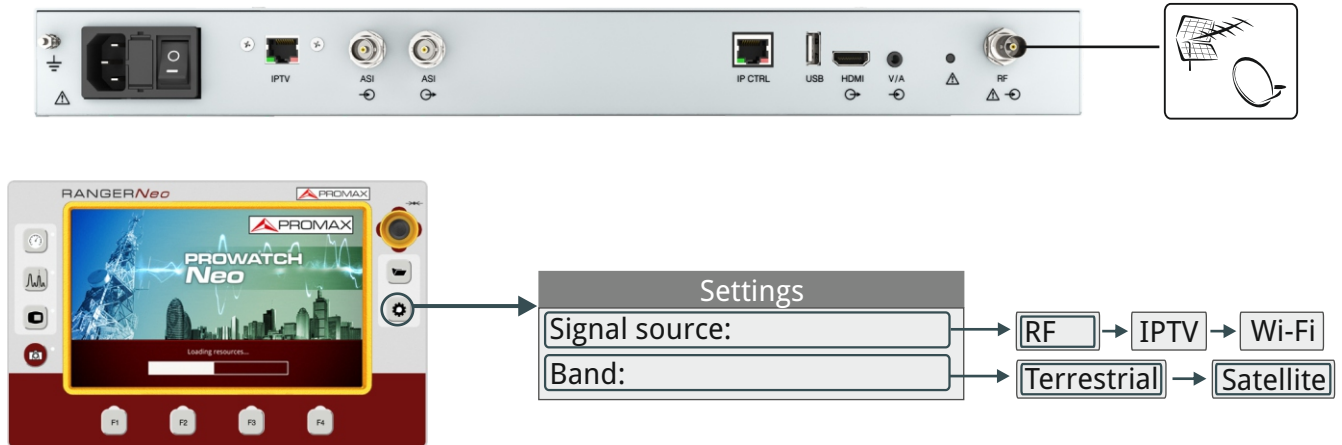 IPTV
ASI
ASI
IP CTRL
USB
HDMI
V/A
RF
RANGERNeo
PROMAX
PROMAX
PROWATCH
Neo
Loading resources...
F1
F2
F3
F4
Settings
Signal source:
RF
IPTV
Wi-Fi
Band:
Terrestrial
Satellite